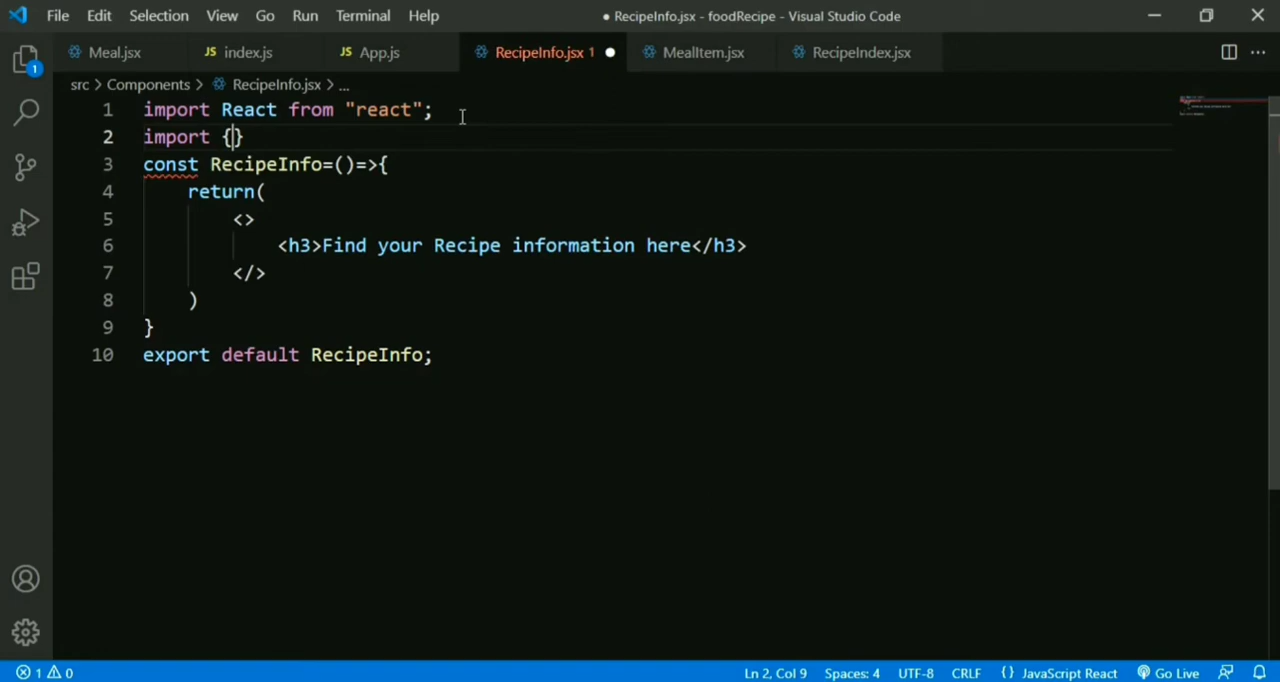 File Edit Selection View Go Run Terminal Help ● RecipeInfo.jsx - foodRecipe - Visual Studio Code
Meal.jsx JS index.js JS App.js RecipeInfo.jsx 1 ● MealItem.jsx RecipeIndex.jsx
src > Components > RecipeInfo.jsx > ...
1 import React from "react";
2 import {}
3 const RecipeInfo=()=>{
4 return(
5 <>
6 <h3>Find your Recipe information here</h3>
7 </>
8 )
9 }
10 export default RecipeInfo;
1
1 0 Ln 2, Col 9 Spaces: 4 UTF-8 CRLF {} JavaScript React Go Live